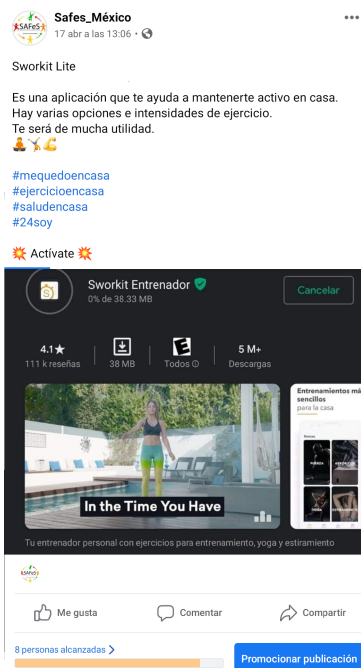 SAFeS
Safes_México
17 abr a las 13:06 ·
Sworkit Lite
Es una aplicación que te ayuda a mantenerte activo en casa.
Hay varias opciones e intensidades de ejercicio.
Te será de mucha utilidad.
#mequedoencasa
#ejercicioencasa
#saludencasa
#24soy
💥 Actívate 💥
S
Sworkit Entrenador
0% de 38.33 MB
Cancelar
4.1★
111 k reseñas
38 MB
E
Todos
5 M+
Descargas
In the Time You Have
Entrenamientos má
sencillos
para la casa
FUERZA
Tu entrenador personal con ejercicios para entrenamiento, yoga y estiramiento
SAFeS
Me gusta
Comentar
Compartir
8 personas alcanzadas >
Promocionar publicación